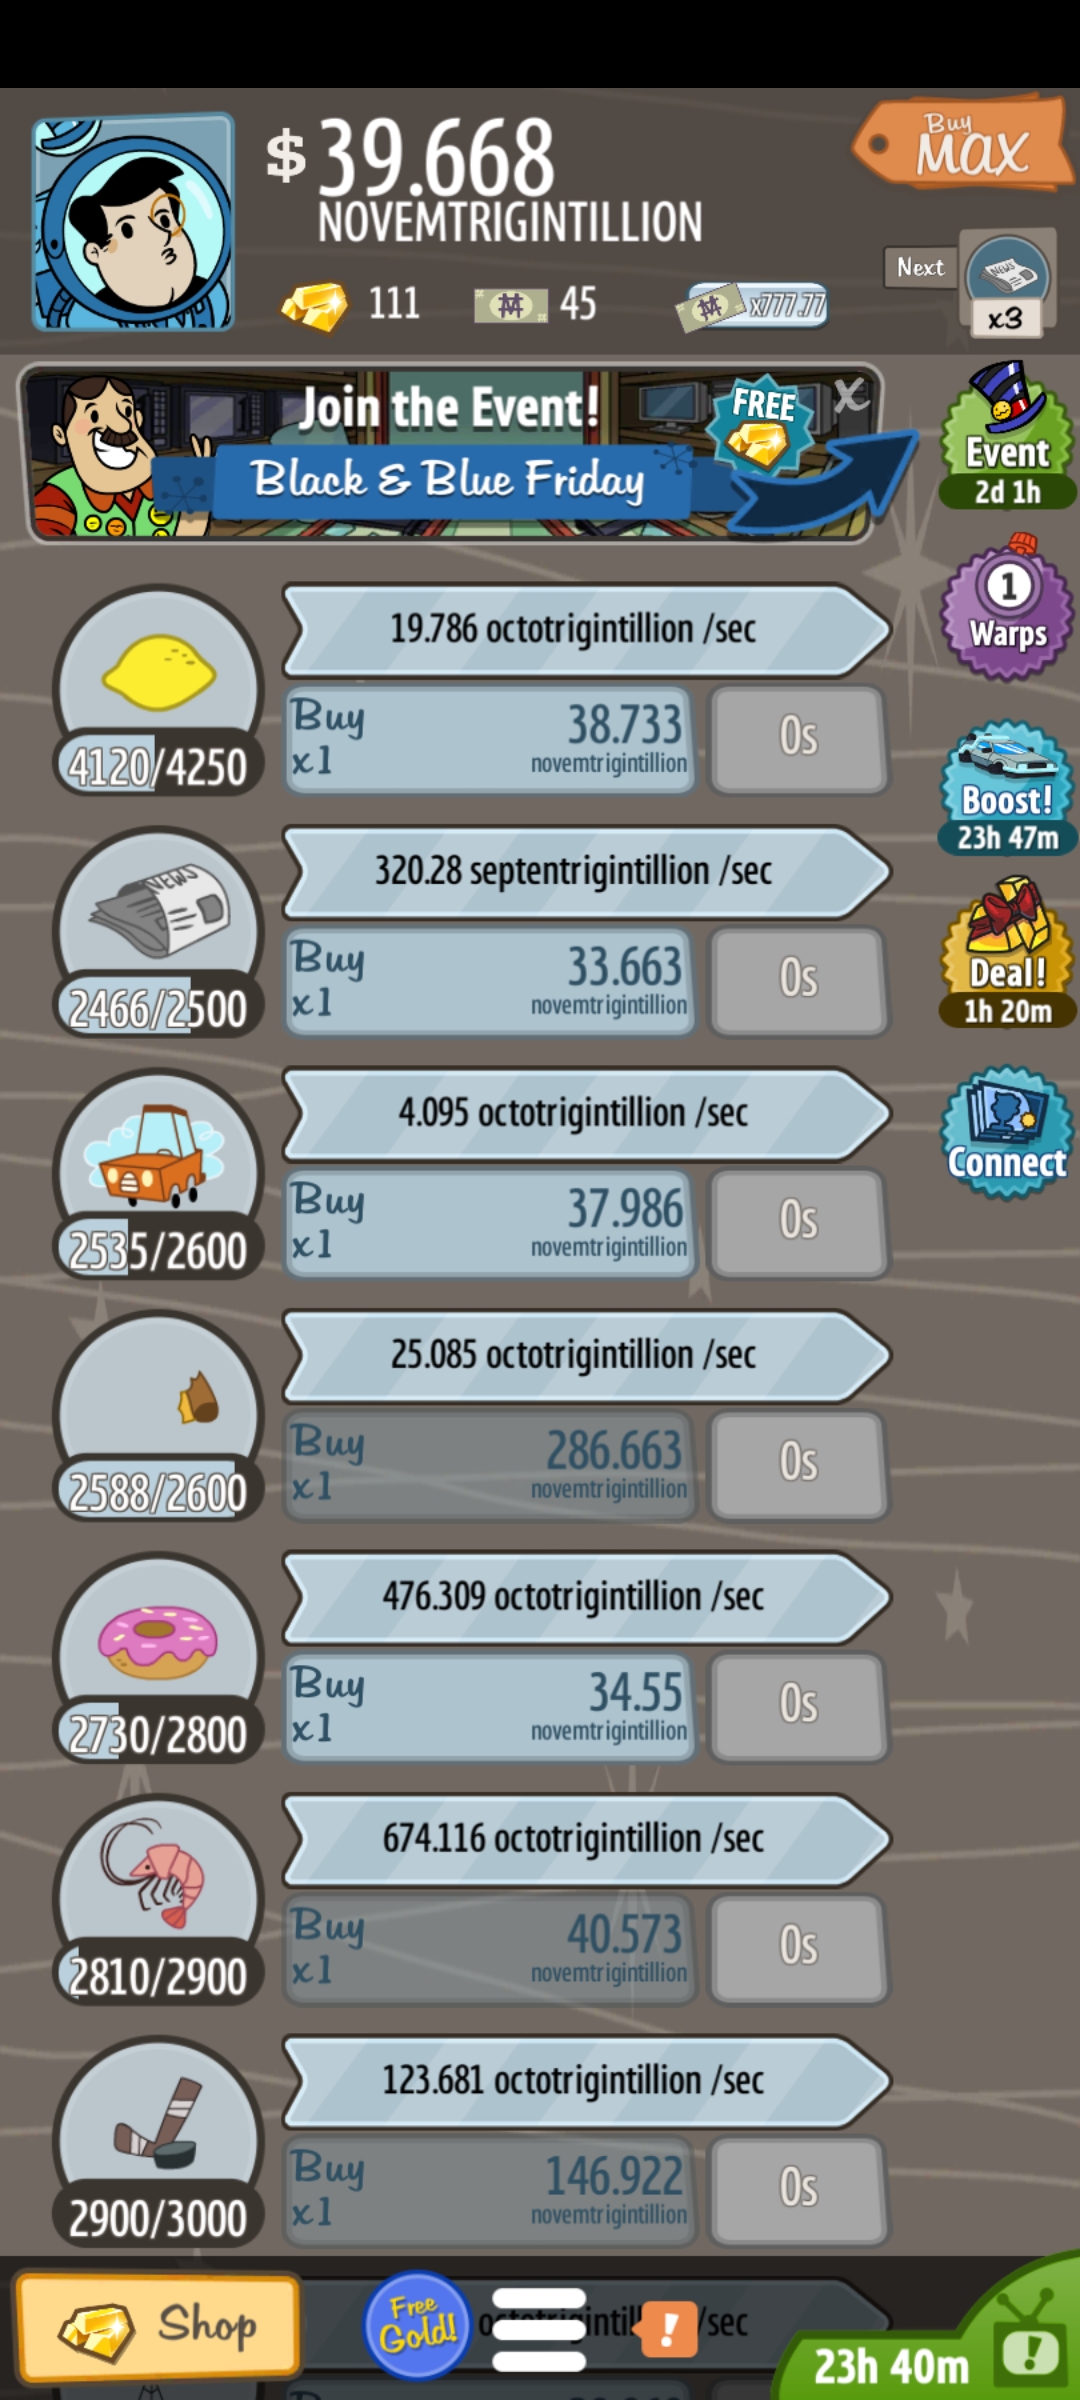 $ 39.668
NOVEMTRIGINTILLION
Buy
MAX
111
45
x777.77
Next
NEWS
x3
Join the Event!
FREE
X
Black & Blue Friday
Event
2d 1h
1
Warps
Boost!
23h 47m
Deal!
1h 20m
Connect
19.786 octotrigintillion /sec
Buy
x1
38.733
novemtrigintillion
0s
4120/4250
320.28 septentrigintillion /sec
NEWS
Buy
x1
33.663
novemtrigintillion
0s
2466/2500
4.095 octotrigintillion /sec
Buy
x1
37.986
novemtrigintillion
0s
2535/2600
25.085 octotrigintillion /sec
Buy
x1
286.663
novemtrigintillion
0s
2588/2600
476.309 octotrigintillion /sec
Buy
x1
34.55
novemtrigintillion
0s
2730/2800
674.116 octotrigintillion /sec
Buy
x1
40.573
novemtrigintillion
0s
2810/2900
123.681 octotrigintillion /sec
Buy
x1
146.922
novemtrigintillion
0s
2900/3000
Shop
Free
Gold!
!
/sec
23h 40m
!
Buy